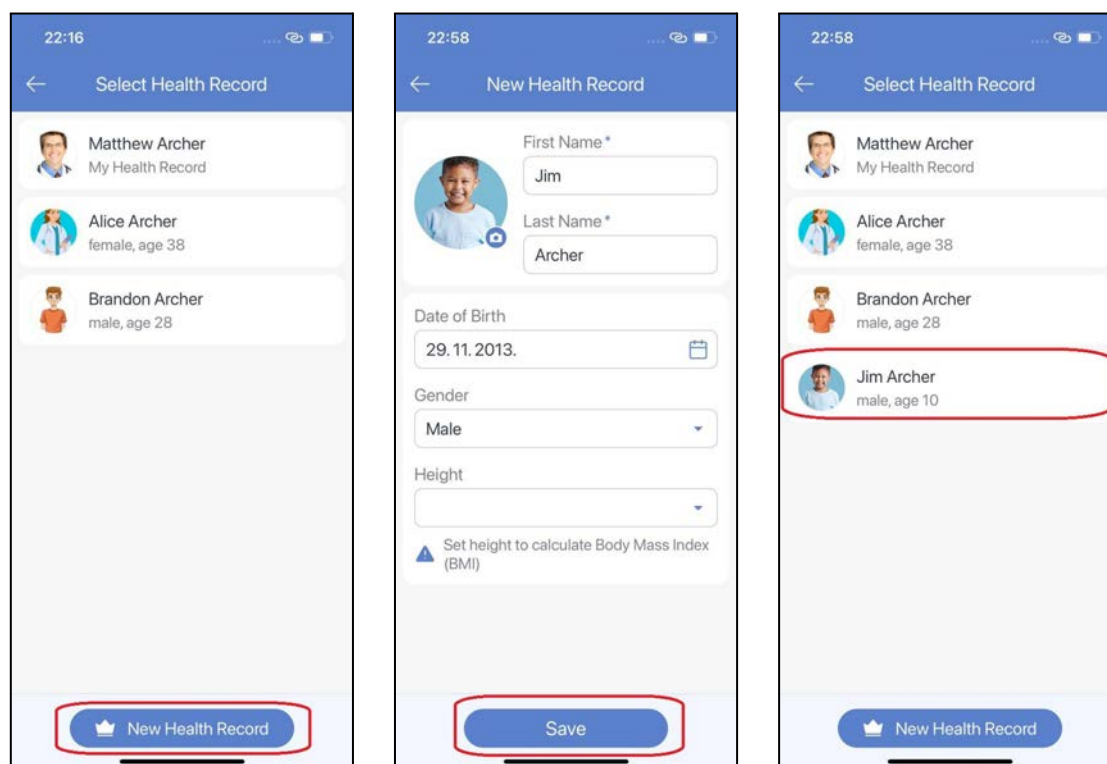 22:16
Select Health Record
Matthew Archer
My Health Record
Alice Archer
female, age 38
Brandon Archer
male, age 28
New Health Record
22:58
New Health Record
First Name*
Jim
Last Name*
Archer
Date of Birth
29. 11. 2013.
Gender
Male
Height
Set height to calculate Body Mass Index
(BMI)
Save
22:58
Select Health Record
Matthew Archer
My Health Record
Alice Archer
female, age 38
Brandon Archer
male, age 28
Jim Archer
male, age 10
New Health Record